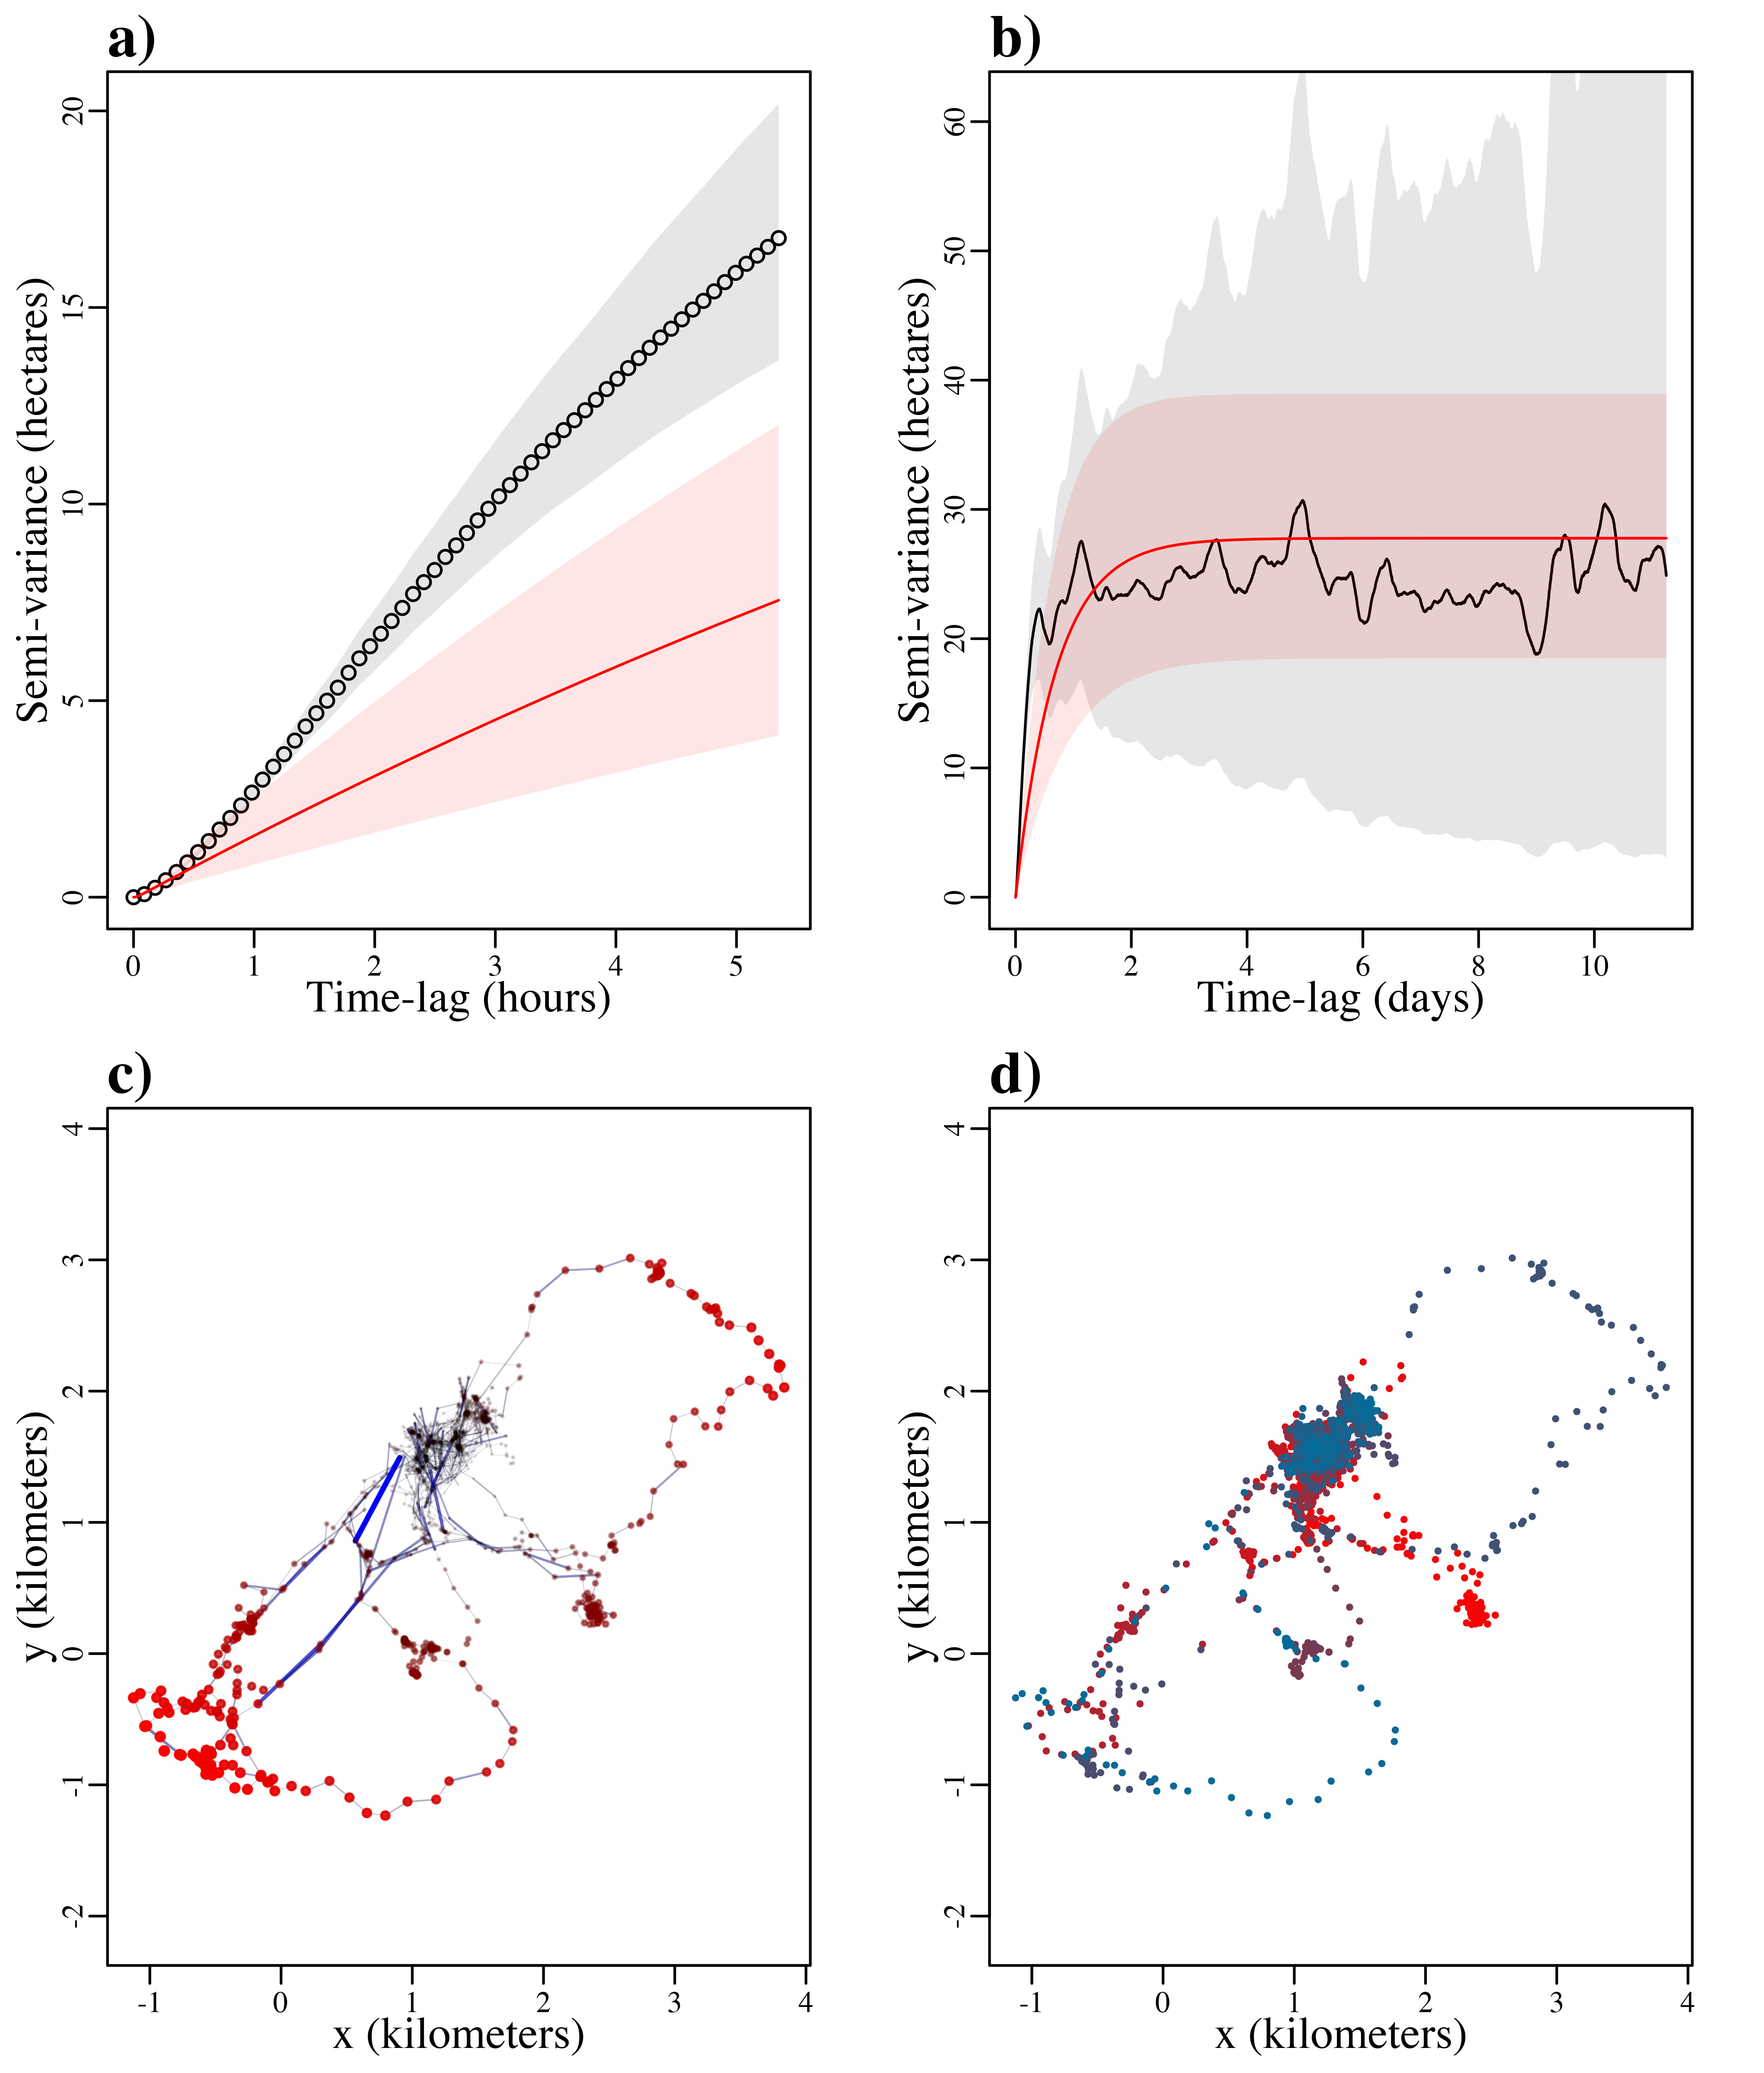 a)
Semi-variance (hectares)
20
15
10
5
0
0 1 2 3 4 5
Time-lag (hours)
b)
Semi-variance (hectares)
60
50
40
30
20
10
0
0 2 4 6 8 10
Time-lag (days)
c)
y (kilometers)
4
3
2
1
0
-1
-2
-1 0 1 2 3 4
x (kilometers)
d)
y (kilometers)
4
3
2
1
0
-1
-2
-1 0 1 2 3 4
x (kilometers)